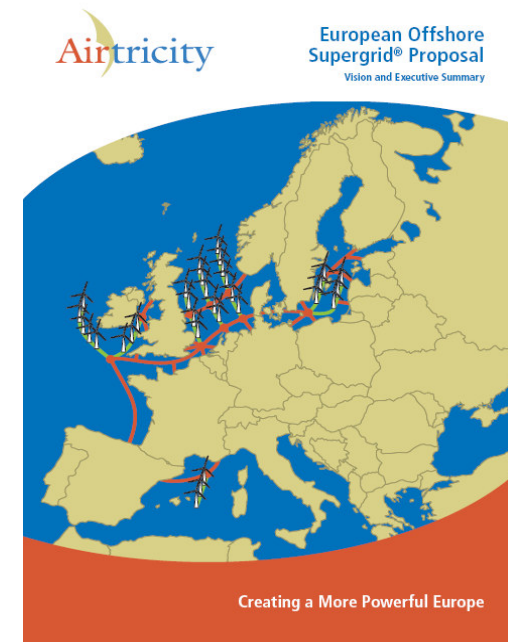 Airtricity
European Offshore
Supergrid® Proposal
Vision and Executive Summary
Creating a More Powerful Europe